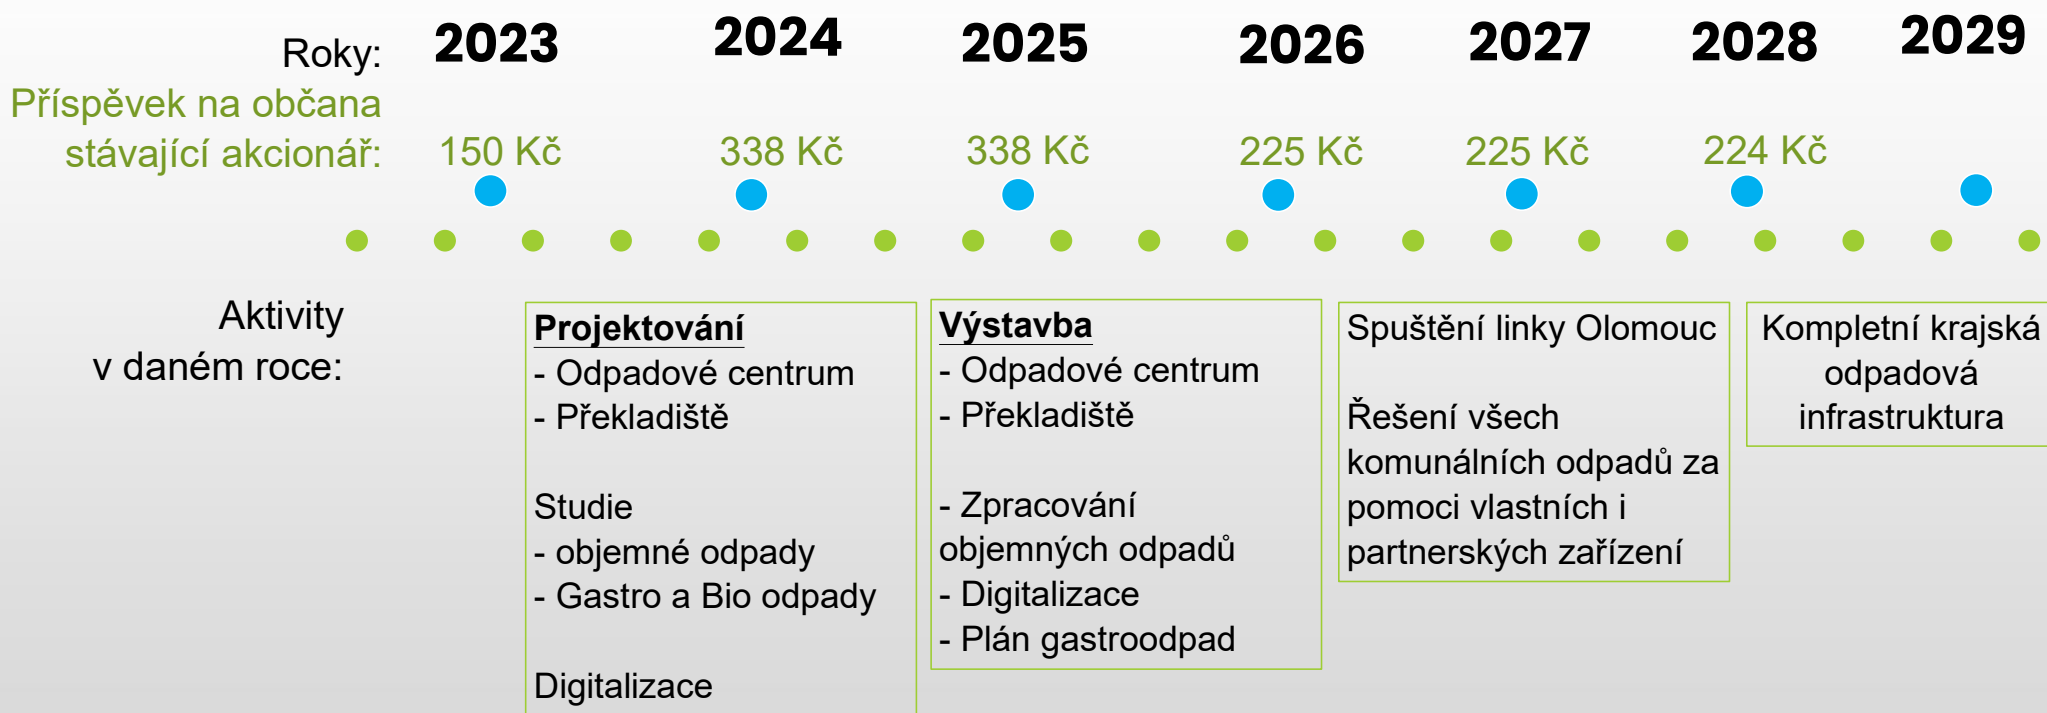 Roky: 2023 2024 2025 2026 2027 2028 2029
Příspěvek na občana
stávající akcionář: 150 Kč 338 Kč 338 Kč 225 Kč 225 Kč 224 Kč
Aktivity
v daném roce:
Projektování
- Odpadové centrum
- Překladiště
Studie
- objemné odpady
- Gastro a Bio odpady
Digitalizace
Výstavba
- Odpadové centrum
- Překladiště
- Zpracování
objemných odpadů
- Digitalizace
- Plán gastroodpad
Spuštění linky Olomouc
Řešení všech
komunálních odpadů za
pomoci vlastních i
partnerských zařízení
Kompletní krajská
odpadová
infrastruktura